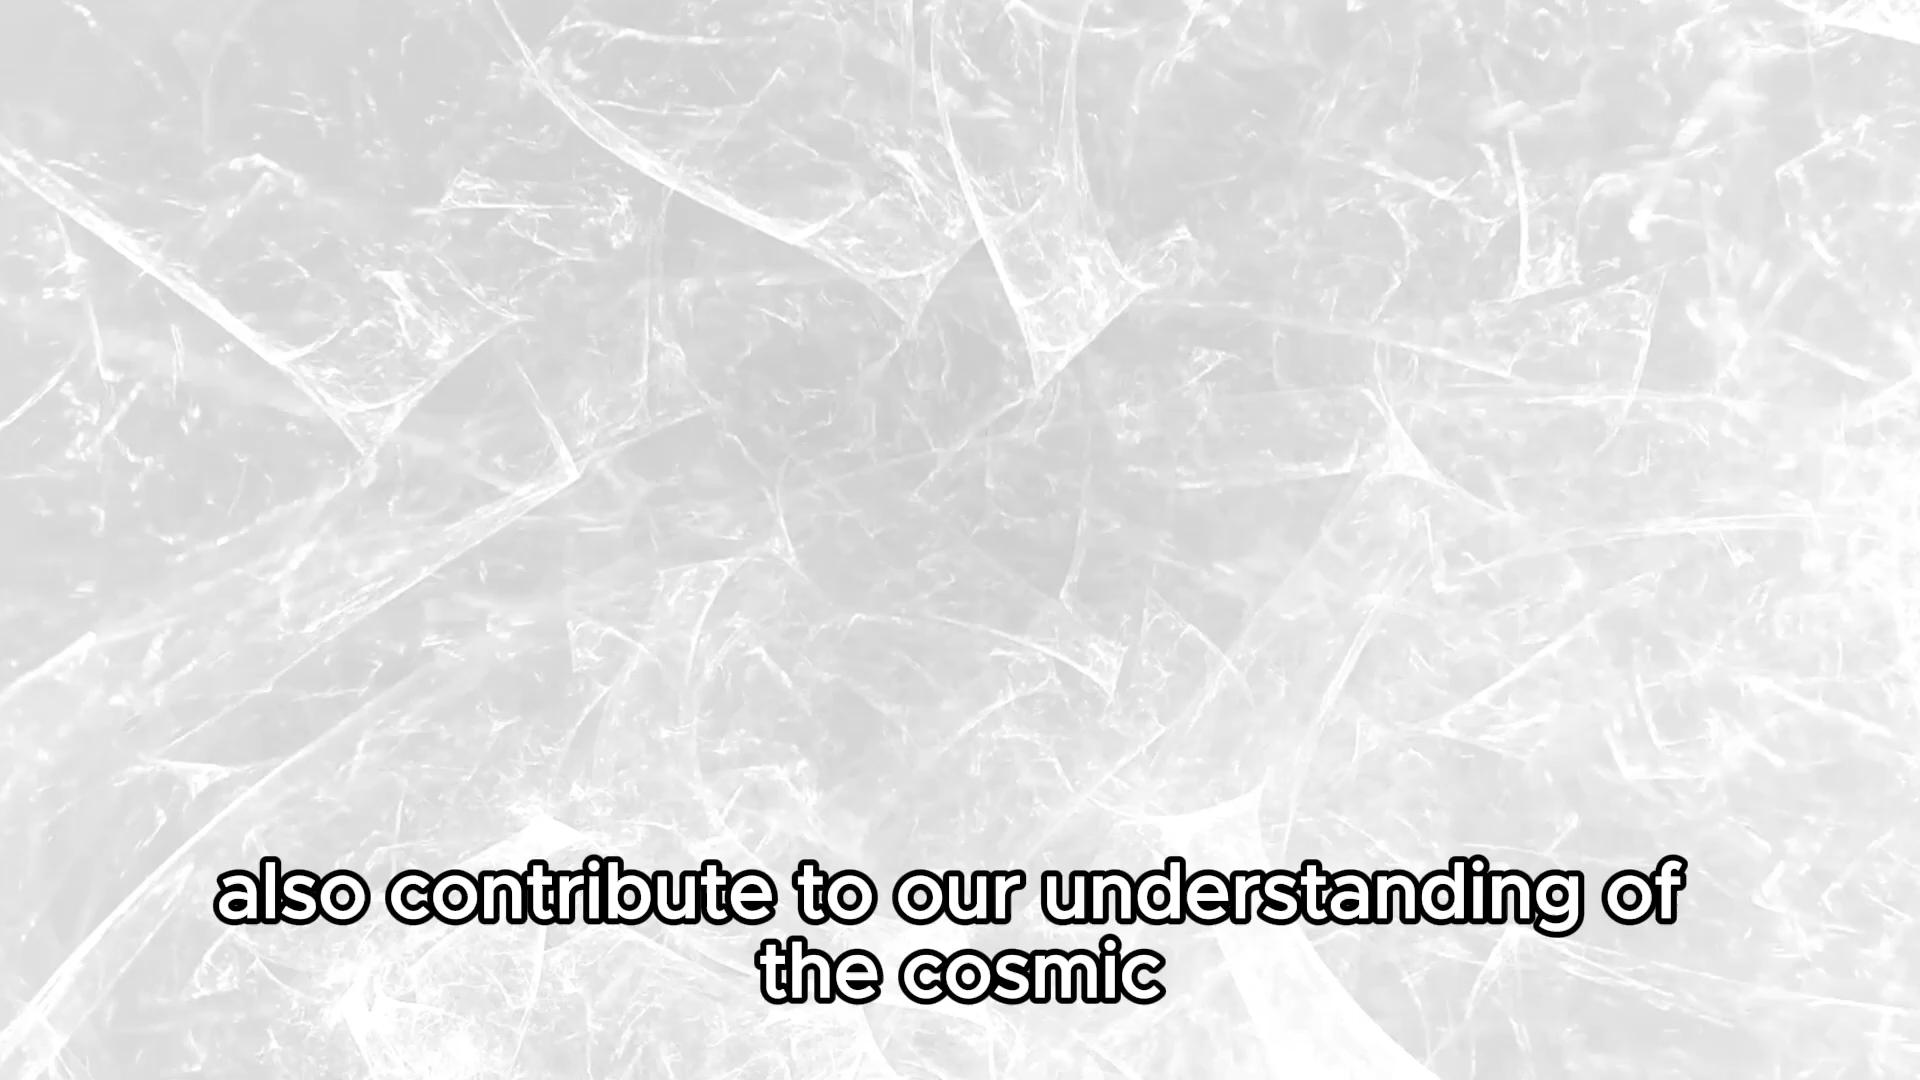 also contribute to our understanding of
the cosmic